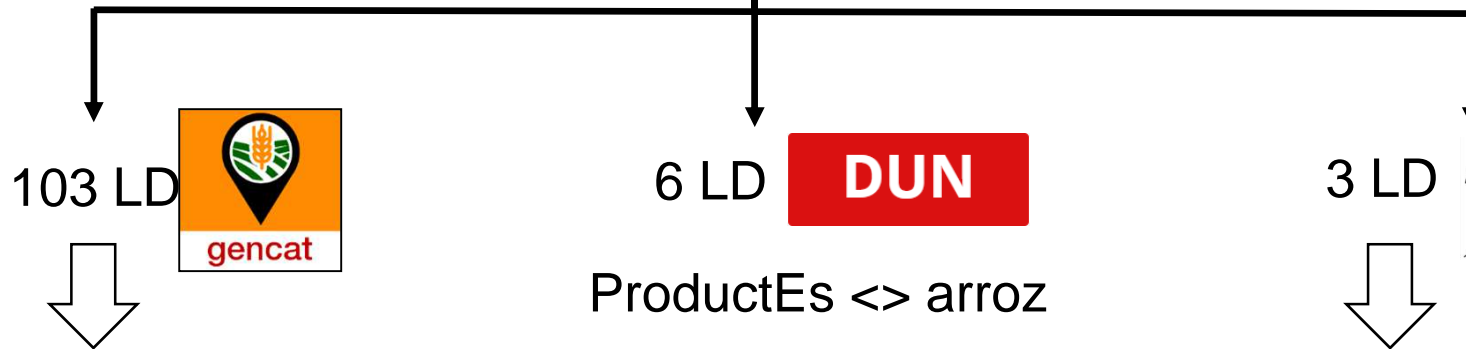 103 LD
gencat
6 LD
DUN
ProductEs <> arroz
3 LD